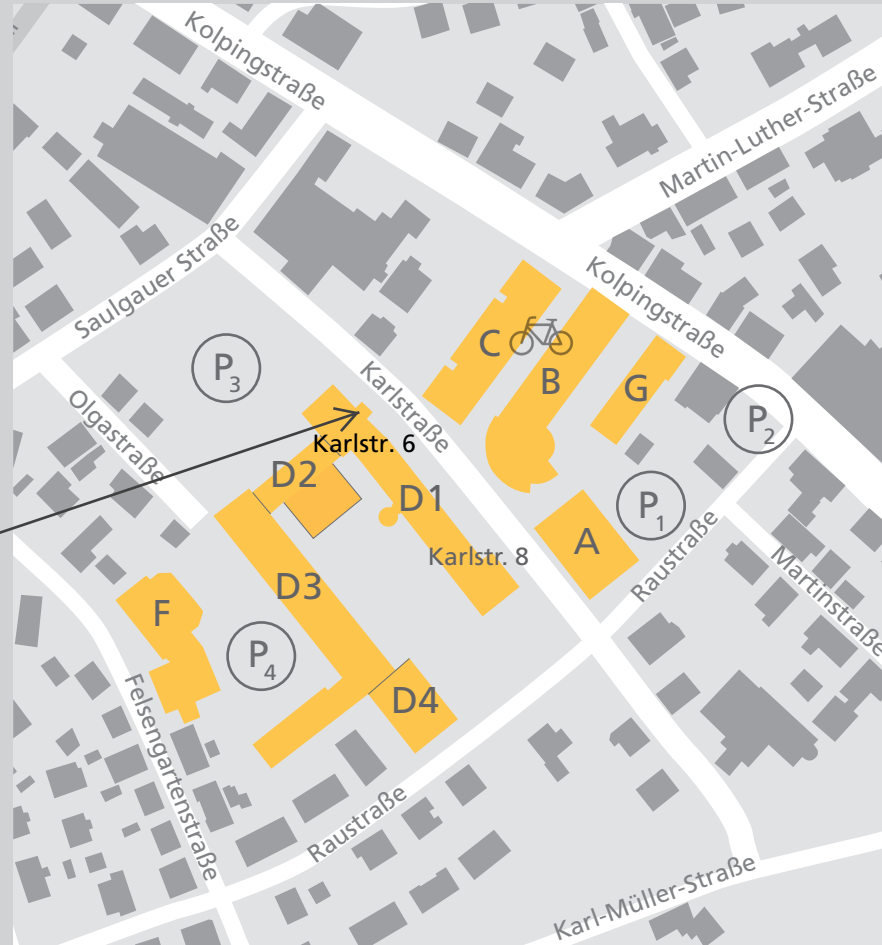 Kolpingstraße
Martin-Luther-Straße
Saulgauer Straße
Kolpingstraße
C
B
G
P3
Karlstraße
Olgastraße
P2
Karlstr. 6
D2
D1
P1
A
Karlstr. 8
Raustraße
Martinstraße
D3
F
P4
D4
Felsengartenstraße
Raustraße
Karl-Müller-Straße